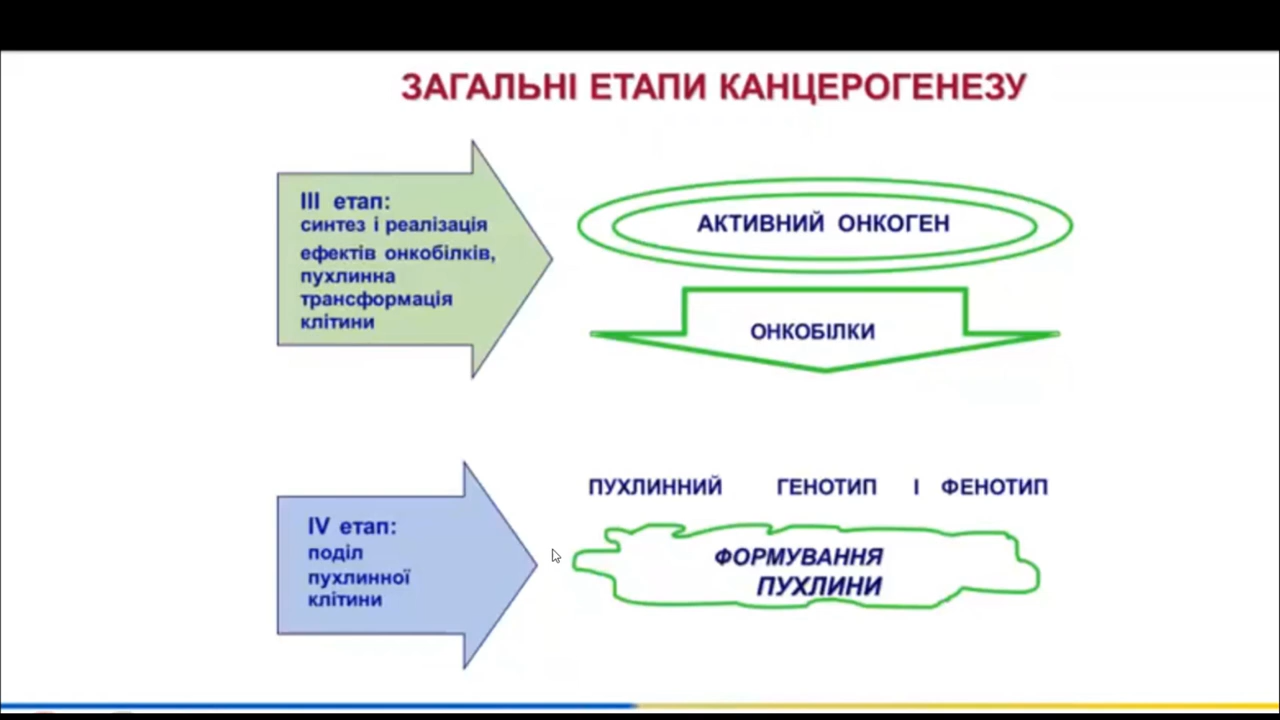 ЗАГАЛЬНІ ЕТАПИ КАНЦЕРОГЕНЕЗУ
ІІІ етап:
синтез і реалізація
ефектів онкобілків,
пухлинна
трансформація
клітини
АКТИВНИЙ ОНКОГЕН
ОНКОБІЛКИ
IV етап:
поділ
пухлинної
клітини
ПУХЛИННИЙ ГЕНОТИП І ФЕНОТИП
ФОРМУВАННЯ
ПУХЛИНИ